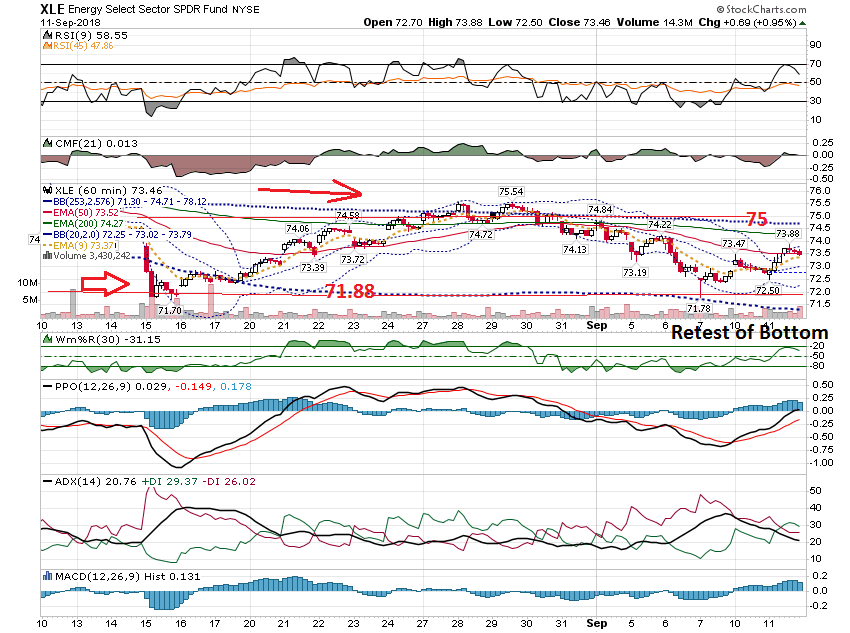 XLE Energy Select Sector SPDR Fund NYSE © StockCharts.com
11-Sep-2018 Open 72.70 High 73.88 Low 72.50 Close 73.46 Volume 14.3M Chg +0.69 (+0.95%)
RSI(9) 58.55
RSI(45) 47.86
90
70
50
30
10
CMF(21) 0.013
0.25
0.00
-0.25
-0.50
XLE (60 min) 73.46
BB(253,2.576) 71.30 - 74.71 - 78.12
EMA(50) 73.52
EMA(200) 74.27
BB(20,2.0) 72.25 - 73.02 - 73.79
EMA(9) 73.37
Volume 3,430,242
74
10M
5M
71.70
74.06
73.39
74.58
73.72
74.72
75.54
74.13
74.84
73.19
74.22
71.78
73.47
72.50
73.88
75
71.88
76.0
75.5
75.0
74.5
74.0
73.5
73.0
72.5
72.0
71.5
10 13 14 15 16 17 20 21 22 23 24 27 28 29 30 31 Sep 5 6 7 10 11
Retest of Bottom
Wm%R(30) -31.15
-20
-50
-80
PPO(12,26,9) 0.029, -0.149, 0.178
0.50
0.25
0.00
-0.25
-0.50
-0.75
-1.00
ADX(14) 20.76 +DI 29.37 -DI 26.02
50
40
30
20
10
MACD(12,26,9) Hist 0.131
0.2
0.0
-0.2
10 13 14 15 16 17 20 21 22 23 24 27 28 29 30 31 Sep 5 6 7 10 11